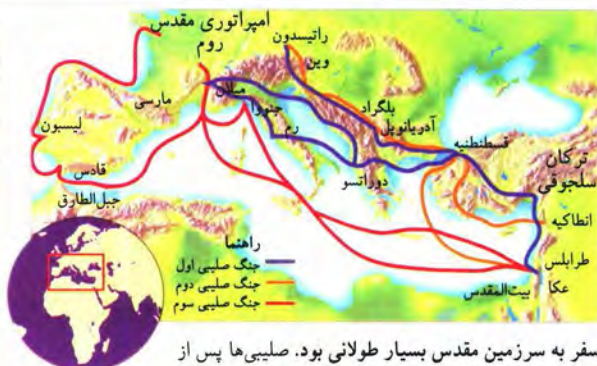 امپراتوری مقدس
روم
راتیسدون
وین
میلان
جنورا
بلگراد
آدریانوپل
مارسی
رم
قسطنطنیه
لیسبون
ترکان
سلجوقی
دوراتسو
قادس
جبل‌الطارق
انطاکیه
طرابلس
عکا
بیت‌المقدس
راهنما
جنگ صلیبی اول
جنگ صلیبی دوم
جنگ صلیبی سوم
سفر به سرزمین مقدس بسیار طولانی بود. صلیبی‌ها پس از